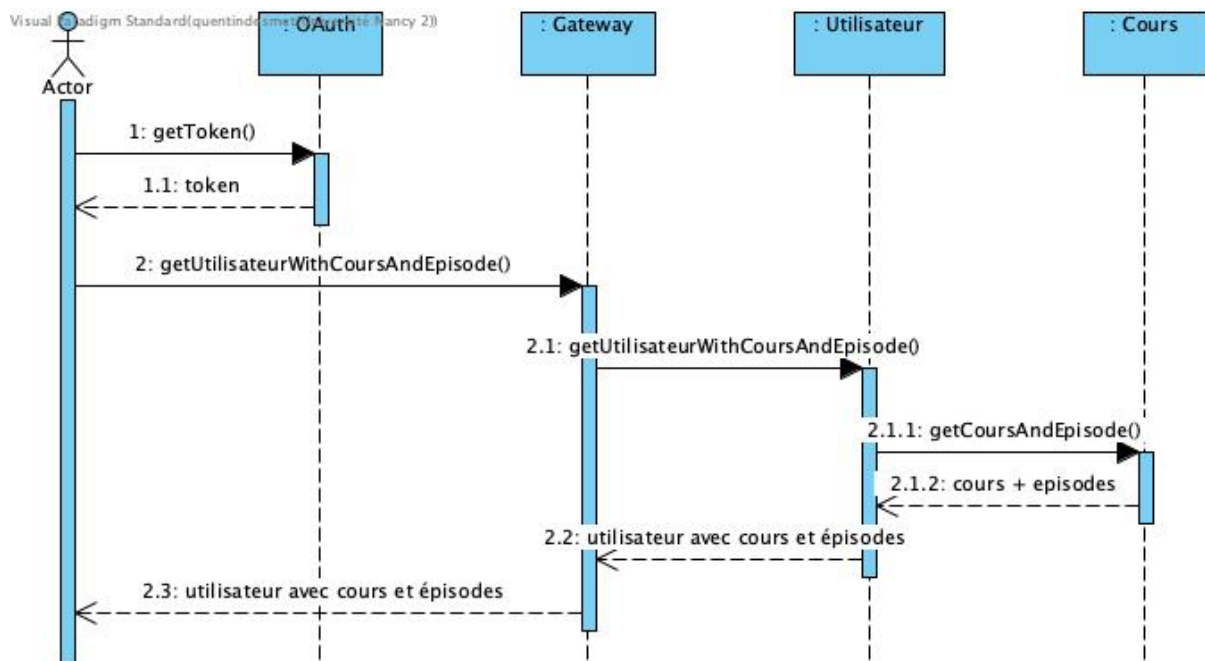 Visual Paradigm Standard(quentindesmet(Université Nancy 2))
: OAuth
: Gateway
: Utilisateur
: Cours
Actor
1: getToken()
1.1: token
2: getUtilisateurWithCoursAndEpisode()
2.1: getUtilisateurWithCoursAndEpisode()
2.1.1: getCoursAndEpisode()
2.1.2: cours + episodes
2.2: utilisateur avec cours et épisodes
2.3: utilisateur avec cours et épisodes